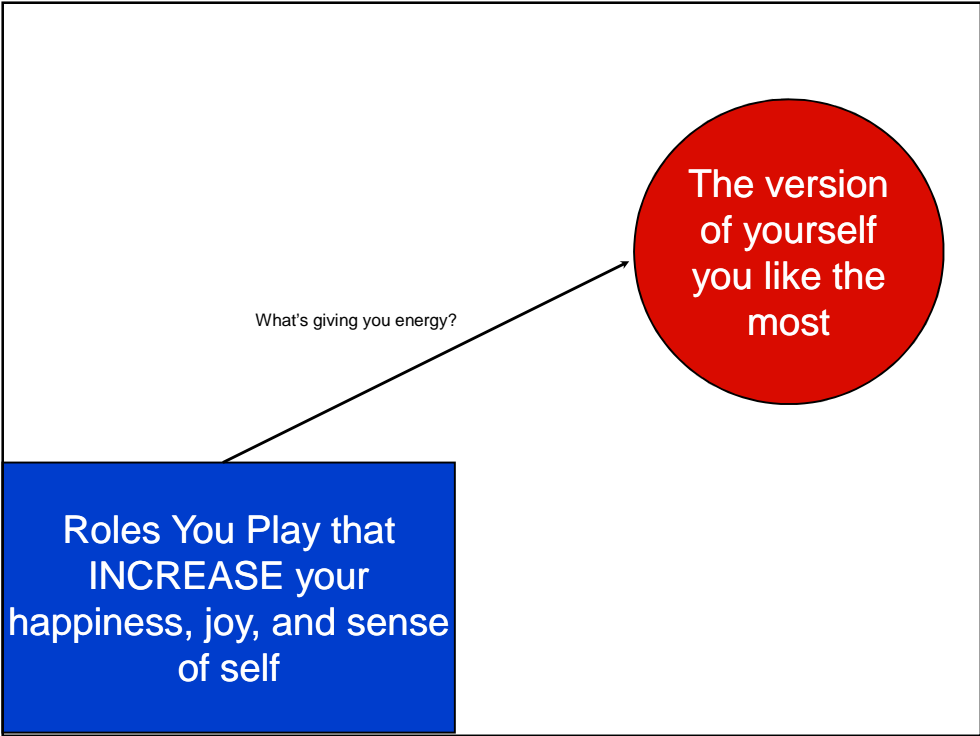 The version
of yourself
you like the
most
What’s giving you energy?
Roles You Play that
INCREASE your
happiness, joy, and sense
of self